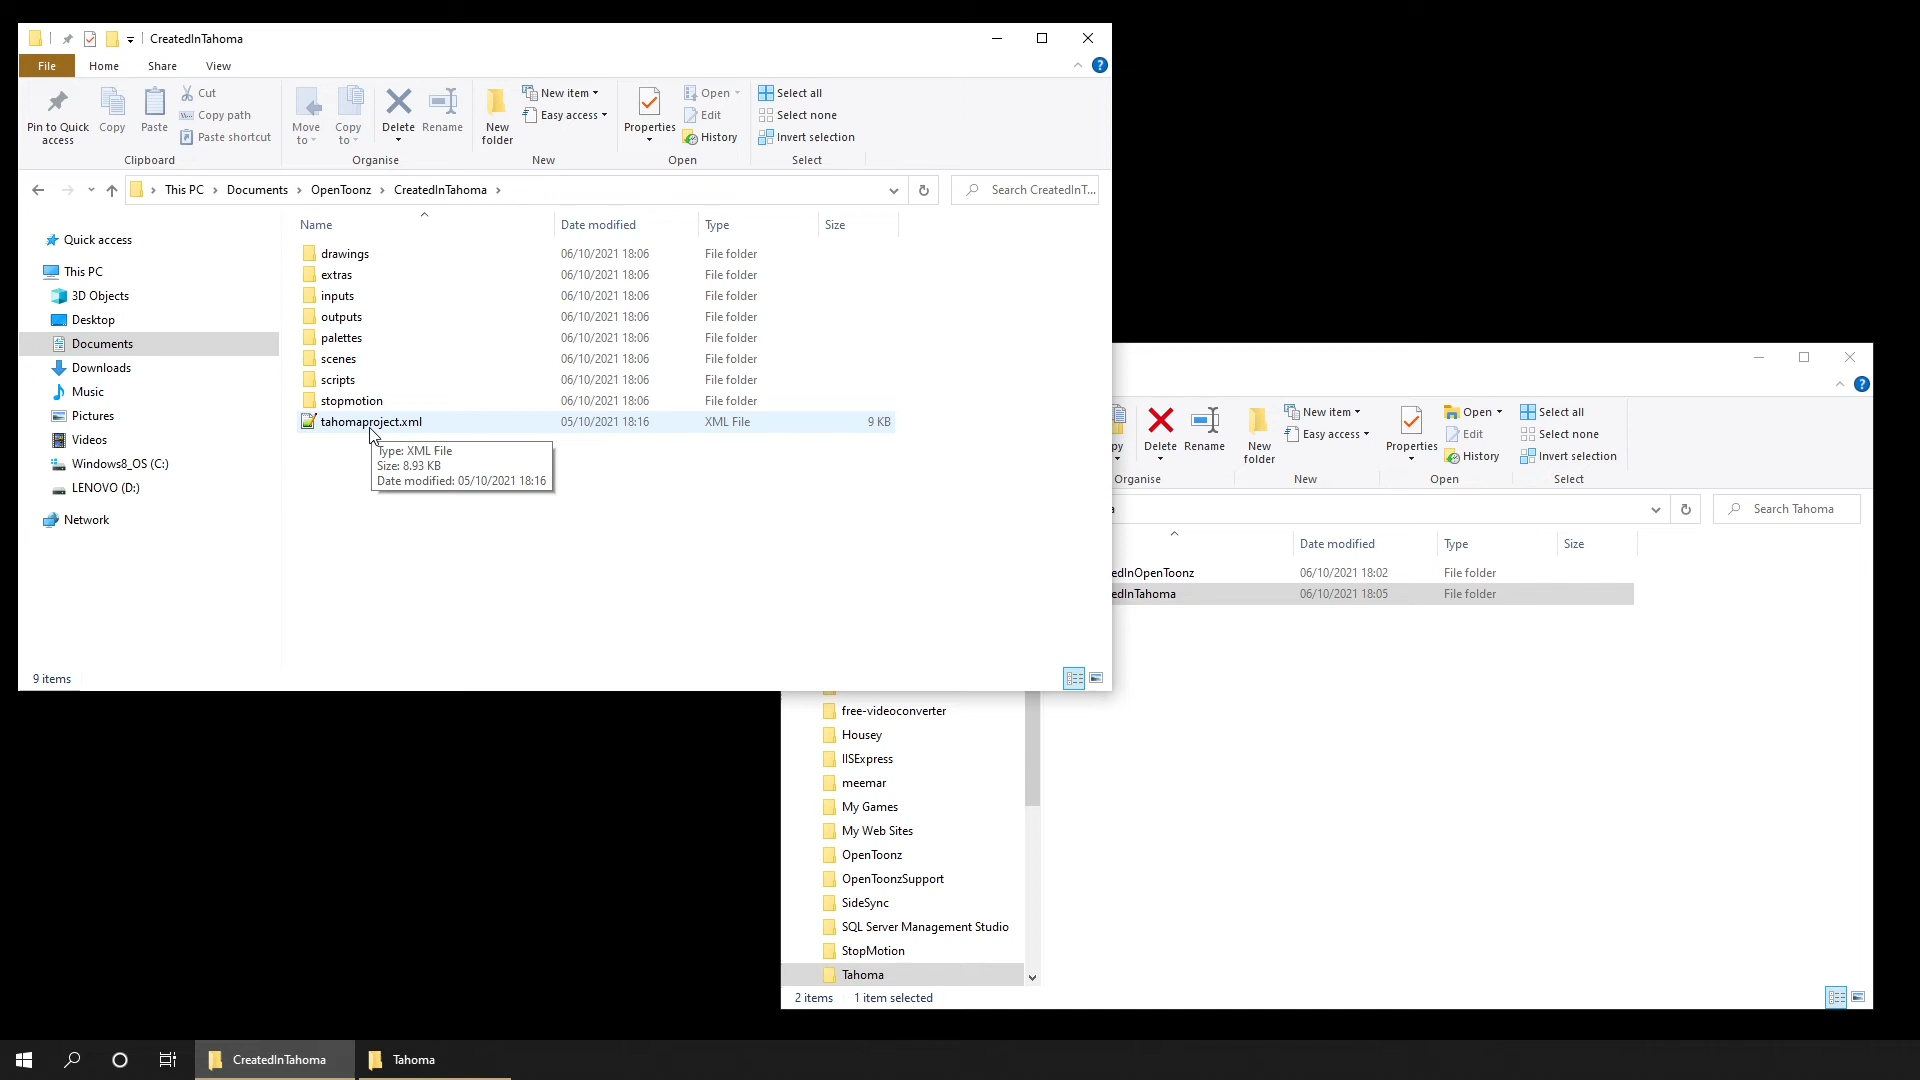 CreatedInTahoma
File Home Share View
Pin to Quick access
Copy
Paste
Cut
Copy path
Paste shortcut
Clipboard
Move to
Copy to
Delete
Rename
Organise
New folder
New item
Easy access
New
Properties
Open
Edit
History
Open
Select all
Select none
Invert selection
Select
This PC Documents OpenToonz CreatedInTahoma
Search CreatedInT...
Name Date modified Type Size
Quick access
This PC
3D Objects
Desktop
Documents
Downloads
Music
Pictures
Videos
Windows8_OS (C:)
LENOVO (D:)
Network
drawings 06/10/2021 18:06 File folder
extras 06/10/2021 18:06 File folder
inputs 06/10/2021 18:06 File folder
outputs 06/10/2021 18:06 File folder
palettes 06/10/2021 18:06 File folder
scenes 06/10/2021 18:06 File folder
scripts 06/10/2021 18:06 File folder
stopmotion 06/10/2021 18:06 File folder
tahomaproject.xml 05/10/2021 18:16 XML File 9 KB
Type: XML File
Size: 8.93 KB
Date modified: 05/10/2021 18:16
9 items
py
Delete
Rename
Organise
New folder
New item
Easy access
New
Properties
Open
Edit
History
Open
Select all
Select none
Invert selection
Select
a
Search Tahoma
Date modified Type Size
edInOpenToonz 06/10/2021 18:02 File folder
edInTahoma 06/10/2021 18:05 File folder
free-videoconverter
Housey
IISExpress
meemar
My Games
My Web Sites
OpenToonz
OpenToonzSupport
SideSync
SQL Server Management Studio
StopMotion
Tahoma
2 items 1 item selected
CreatedInTahoma
Tahoma